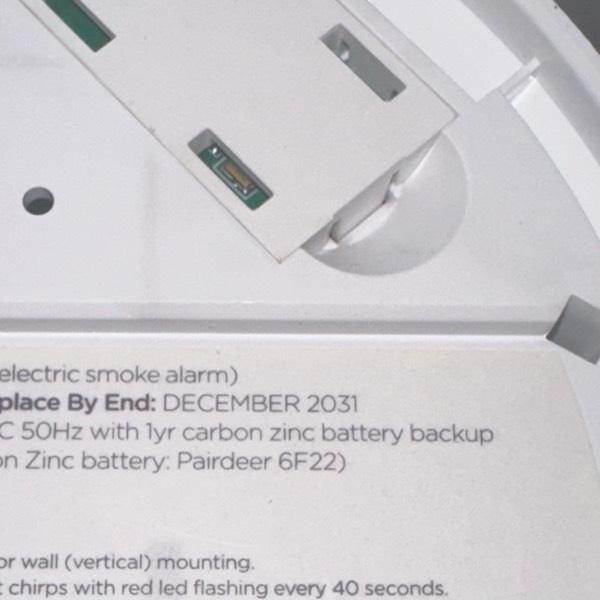 electric smoke alarm)
place By End: DECEMBER 2031
C 50Hz with 1yr carbon zinc battery backup
on Zinc battery: Pairdeer 6F22)
or wall (vertical) mounting.
t chirps with red led flashing every 40 seconds.